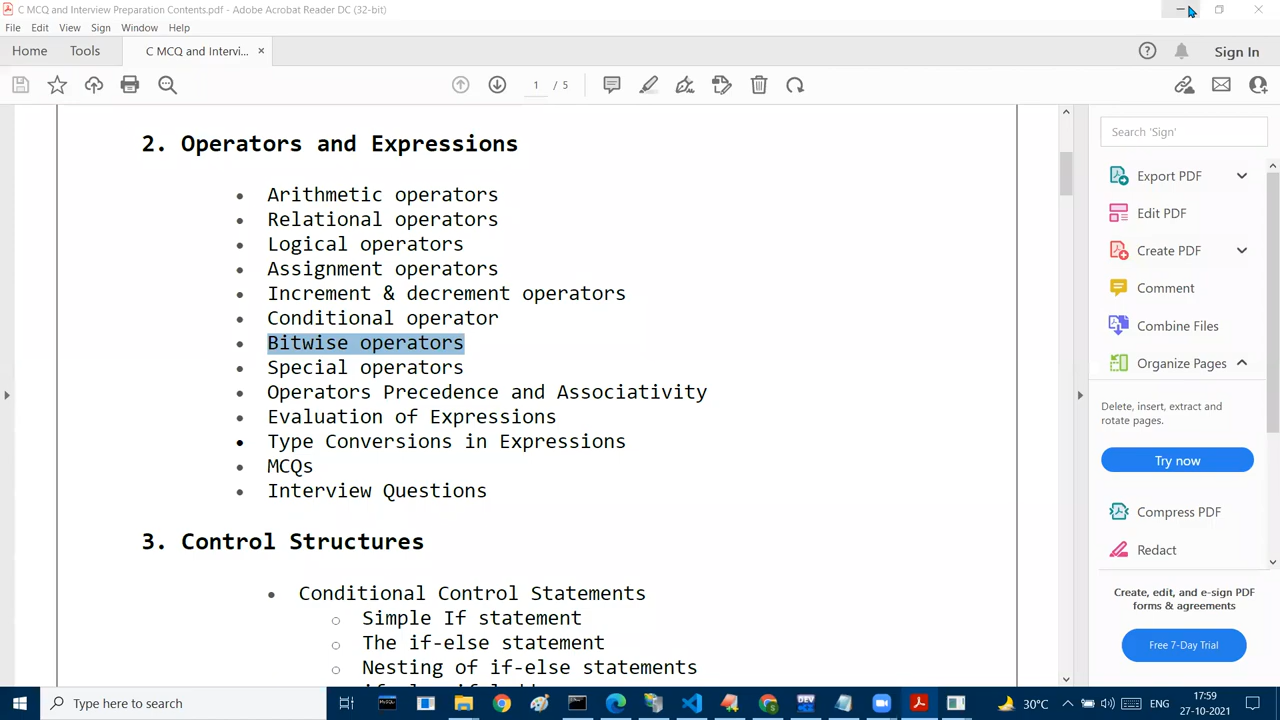 C MCQ and Interview Preparation Contents.pdf - Adobe Acrobat Reader DC (32-bit)
File Edit View Sign Window Help
Home Tools C MCQ and Intervi... × Sign In
1 / 5
2. Operators and Expressions
• Arithmetic operators
• Relational operators
• Logical operators
• Assignment operators
• Increment & decrement operators
• Conditional operator
• Bitwise operators
• Special operators
• Operators Precedence and Associativity
• Evaluation of Expressions
• Type Conversions in Expressions
• MCQs
• Interview Questions
3. Control Structures
• Conditional Control Statements
o Simple If statement
o The if-else statement
o Nesting of if-else statements
Search 'Sign'
Export PDF
Edit PDF
Create PDF
Comment
Combine Files
Organize Pages
Delete, insert, extract and
rotate pages.
Try now
Compress PDF
Redact
Create, edit, and e-sign PDF
forms & agreements
Free 7-Day Trial
Type here to search
30°C
ENG
17:59
27-10-2021